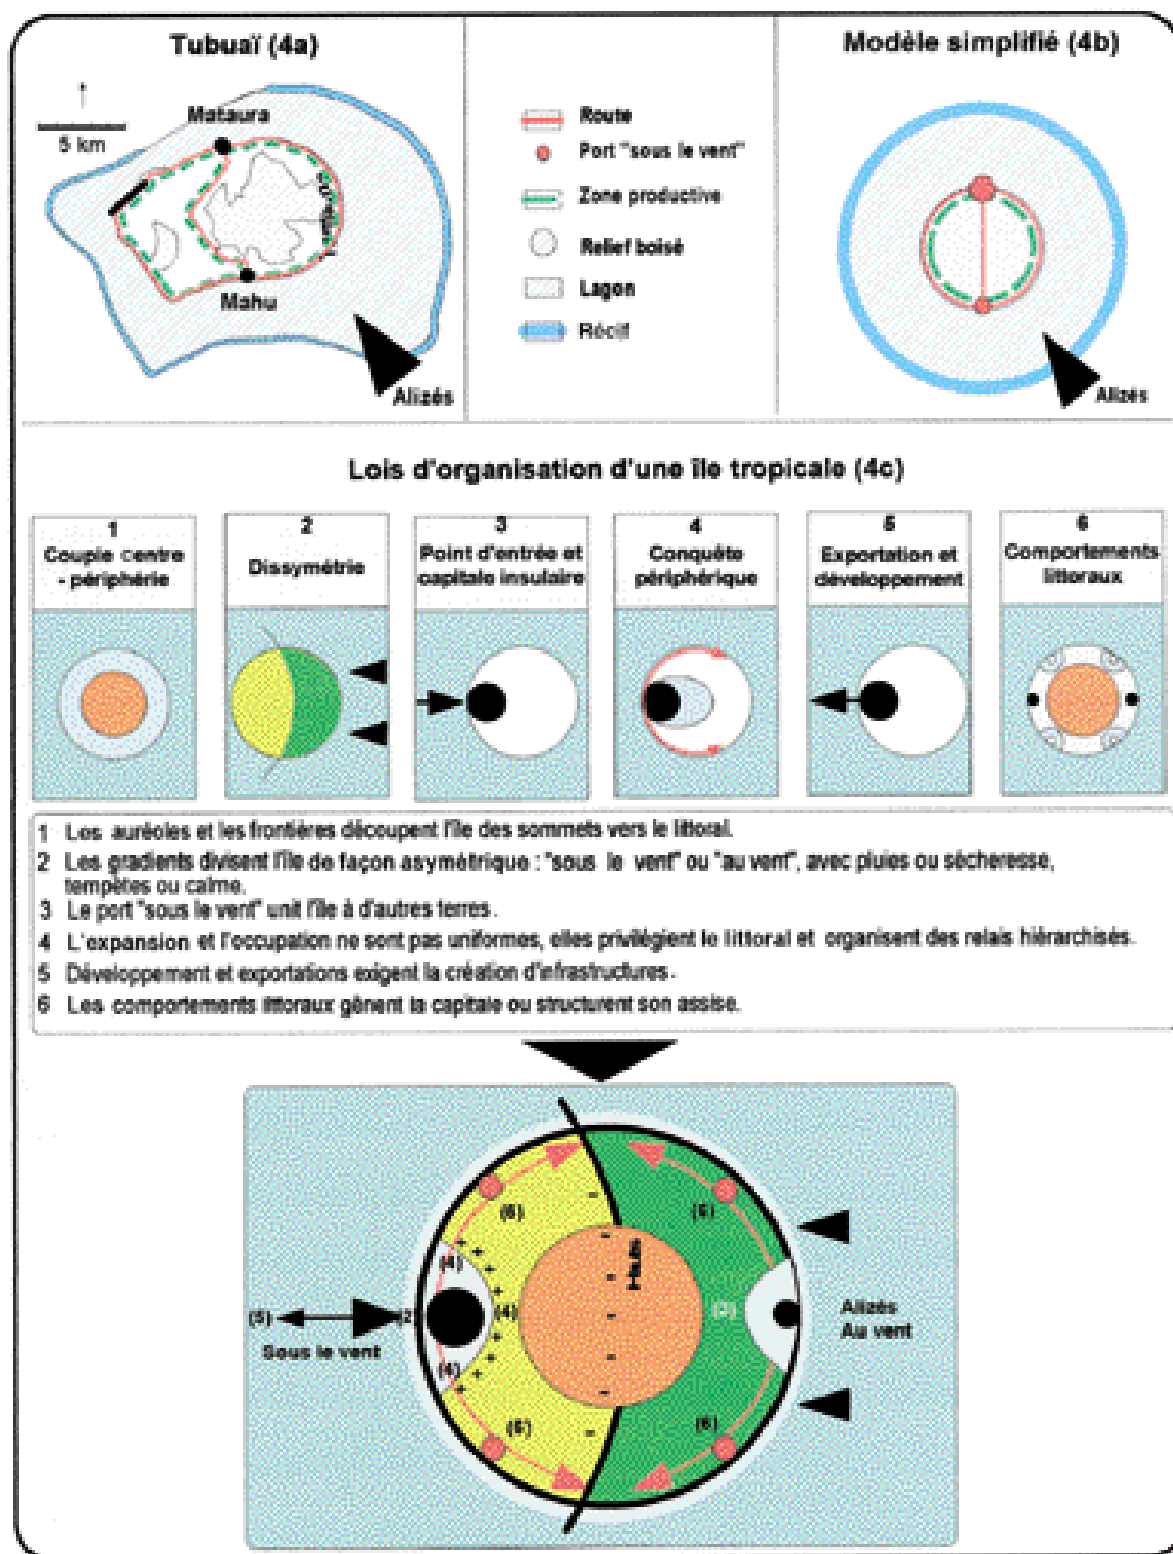 Tubuaï (4a)
Modèle simplifié (4b)
5 km
Mataura
Mahu
Alizés
Route
Port "sous le vent"
Zone productive
Relief boisé
Lagon
Récif
Alizés
Lois d'organisation d'une île tropicale (4c)
1
Couple centre
- périphérie
2
Dissymétrie
3
Point d'entrée et
capitale insulaire
4
Conquête
périphérique
5
Exportation et
développement
6
Comportements
littoraux
1 Les auréoles et les frontières découpent l'île des sommets vers le littoral.
2 Les gradients divisent l'île de façon asymétrique : "sous le vent" ou "au vent", avec pluies ou sécheresse,
tempêtes ou calme.
3 Le port "sous le vent" unit l'île à d'autres terres.
4 L'expansion et l'occupation ne sont pas uniformes, elles privilégient le littoral et organisent des relais hiérarchisés.
5 Développement et exportations exigent la création d'infrastructures.
6 Les comportements littoraux gênent la capitale ou structurent son assise.
(6)
(4)
Hauts
(5)
(2)
(4)
Alizés
Au vent
Sous le vent
(4)
(6)